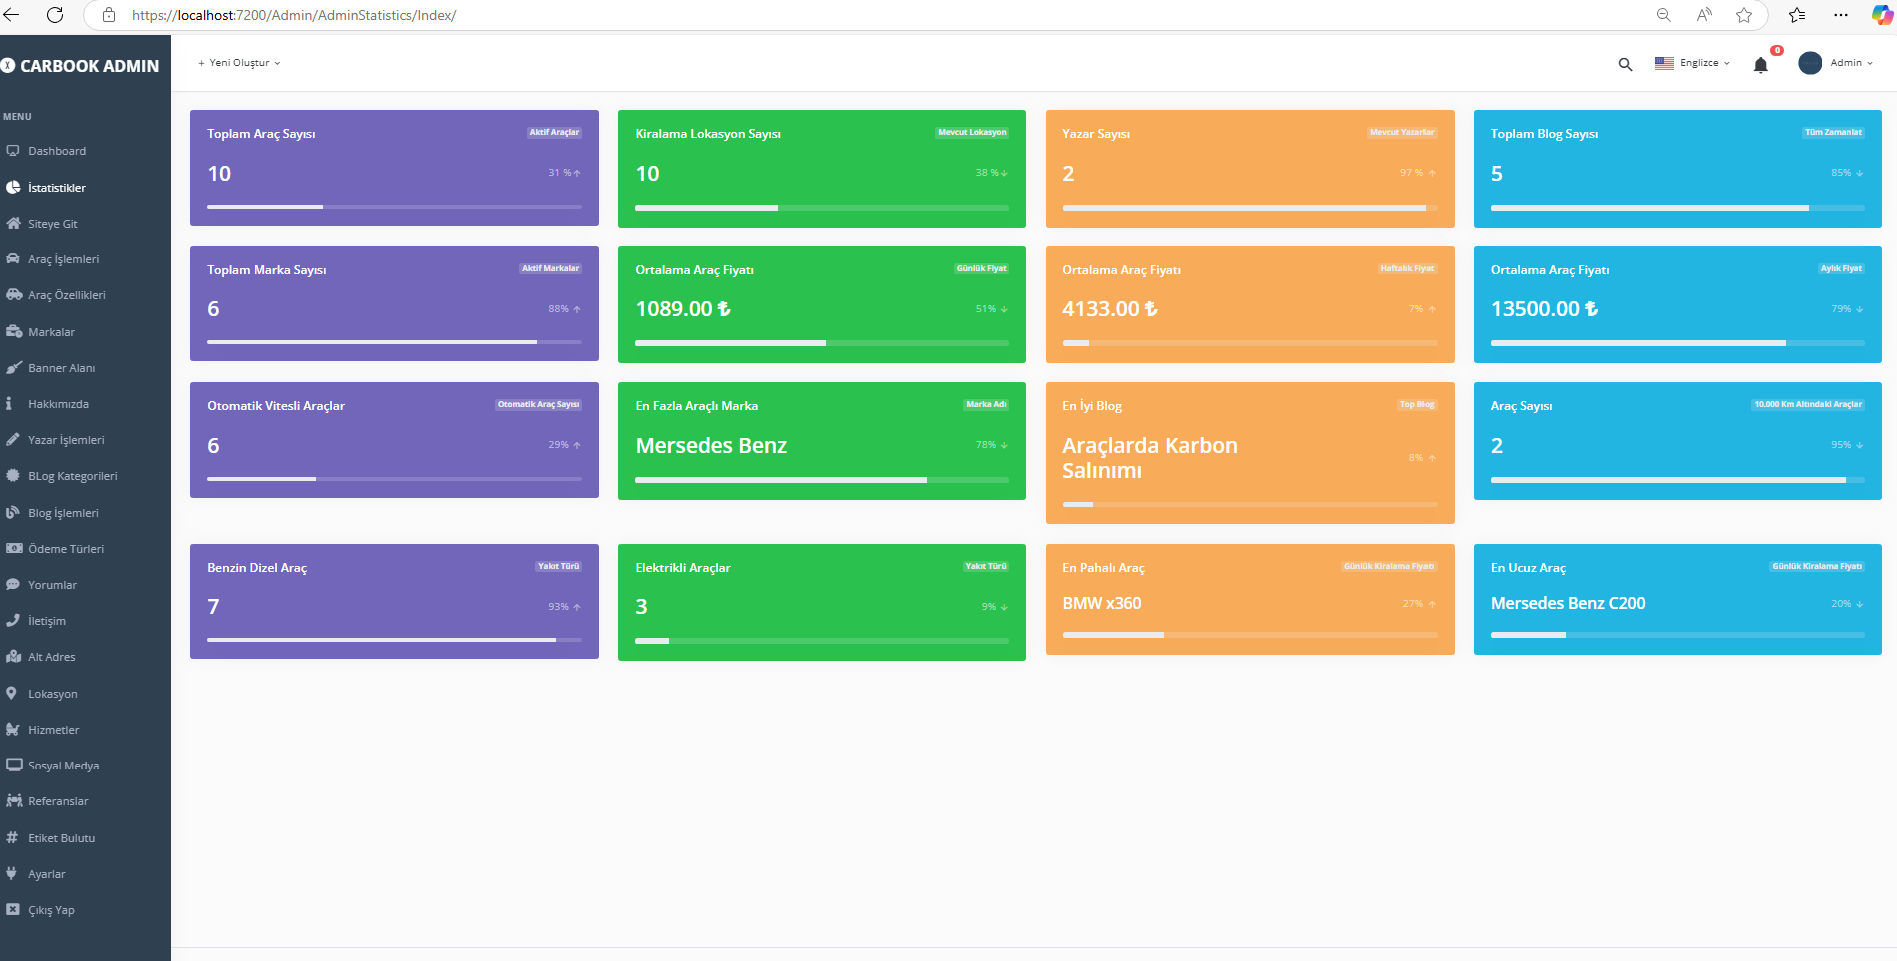 https://localhost:7200/Admin/AdminStatistics/Index/
CARBOOK ADMIN
MENU
Dashboard
İstatistikler
Siteye Git
Araç İşlemleri
Araç Özellikleri
Markalar
Banner Alanı
Hakkımızda
Yazar İşlemleri
BLog Kategorileri
Blog İşlemleri
Ödeme Türleri
Yorumlar
İletişim
Alt Adres
Lokasyon
Hizmetler
Sosyal Medya
Referanslar
Etiket Bulutu
Ayarlar
Çıkış Yap
+ Yeni Oluştur
Englizce
0
Admin
Toplam Araç Sayısı
Aktif Araçlar
10
31 %
Kiralama Lokasyon Sayısı
Mevcut Lokasyon
10
38 %
Yazar Sayısı
Mevcut Yazarlar
2
97 %
Toplam Blog Sayısı
Tüm Zamanlat
5
85%
Toplam Marka Sayısı
Aktif Markalar
6
88%
Ortalama Araç Fiyatı
Günlük Fiyat
1089.00 ₺
51%
Ortalama Araç Fiyatı
Haftalık Fiyat
4133.00 ₺
7%
Ortalama Araç Fiyatı
Aylık Fiyat
13500.00 ₺
79%
Otomatik Vitesli Araçlar
Otomatik Araç Sayısı
6
29%
En Fazla Araçlı Marka
Marka Adı
Mersedes Benz
78%
En İyi Blog
Top Blog
Araçlarda Karbon
Salınımı
8%
Araç Sayısı
10.000 Km Altındaki Araçlar
2
95%
Benzin Dizel Araç
Yakıt Türü
7
93%
Elektrikli Araçlar
Yakıt Türü
3
9%
En Pahalı Araç
Günlük Kiralama Fiyatı
BMW x360
27%
En Ucuz Araç
Günlük Kiralama Fiyatı
Mersedes Benz C200
20%